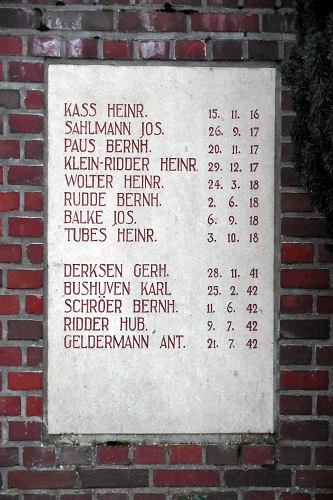 KASS HEINR. 15. 11. 16
SAHLMANN JOS. 26. 9. 17
PAUS BERNH. 20. 11. 17
KLEIN-RIDDER HEINR. 29. 12. 17
WOLTER HEINR. 24. 3. 18
RUDDE BERNH. 2. 6. 18
BALKE JOS. 6. 9. 18
TUBES HEINR. 3. 10. 18
DERKSEN GERH. 28. 11. 41
BUSHUVEN KARL 25. 2. 42
SCHRÖER BERNH. 11. 6. 42
RIDDER HUB. 9. 7. 42
GELDERMANN ANT. 21. 7. 42